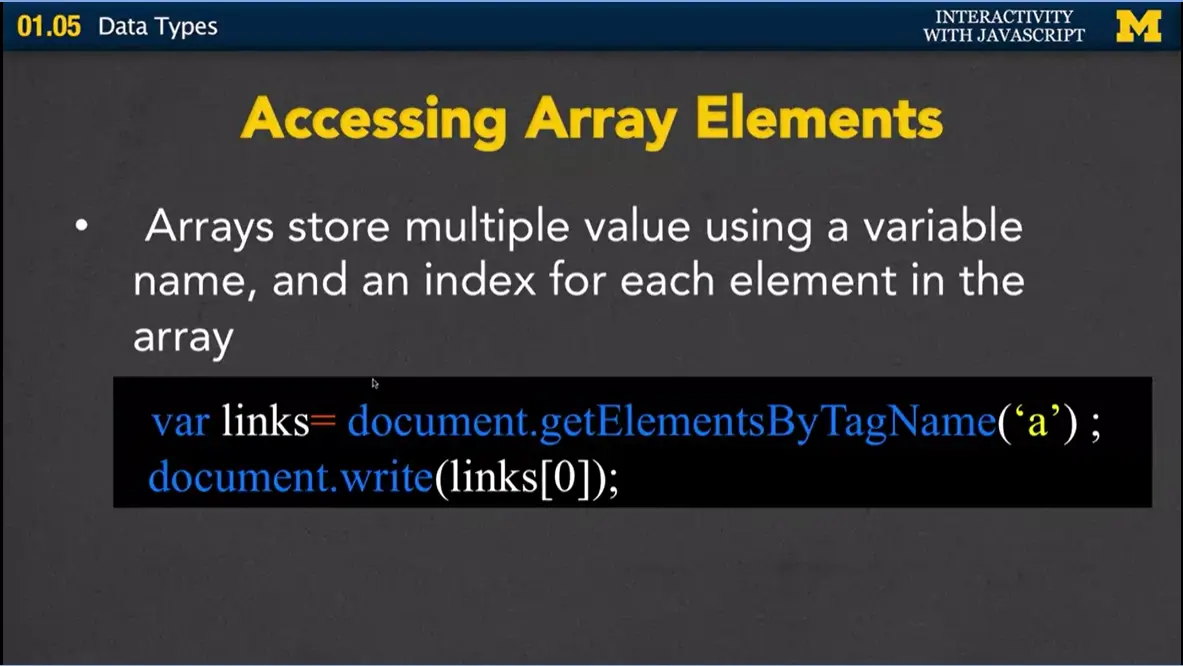 01.05 Data Types
INTERACTIVITY
WITH JAVASCRIPT
M
Accessing Array Elements
• Arrays store multiple value using a variable
name, and an index for each element in the
array
var links= document.getElementsByTagName(‘a’) ;
document.write(links[0]);